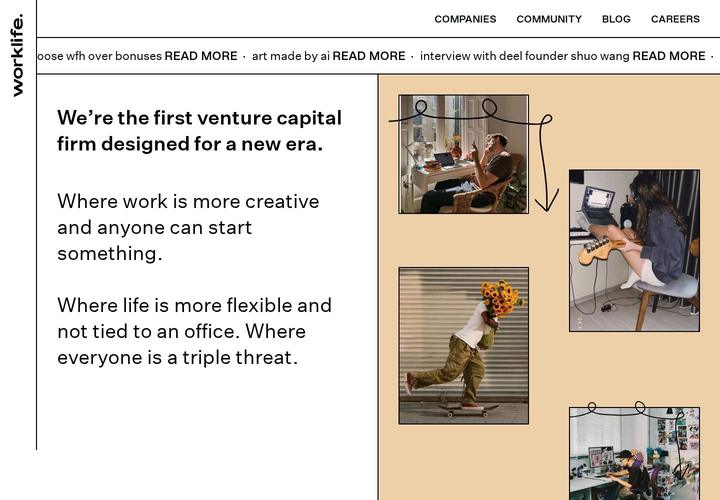 worklife.
COMPANIES COMMUNITY BLOG CAREERS
oose wfh over bonuses READ MORE · art made by ai READ MORE · interview with deel founder shuo wang READ MORE ·
We’re the first venture capital
firm designed for a new era.
Where work is more creative
and anyone can start
something.
Where life is more flexible and
not tied to an office. Where
everyone is a triple threat.